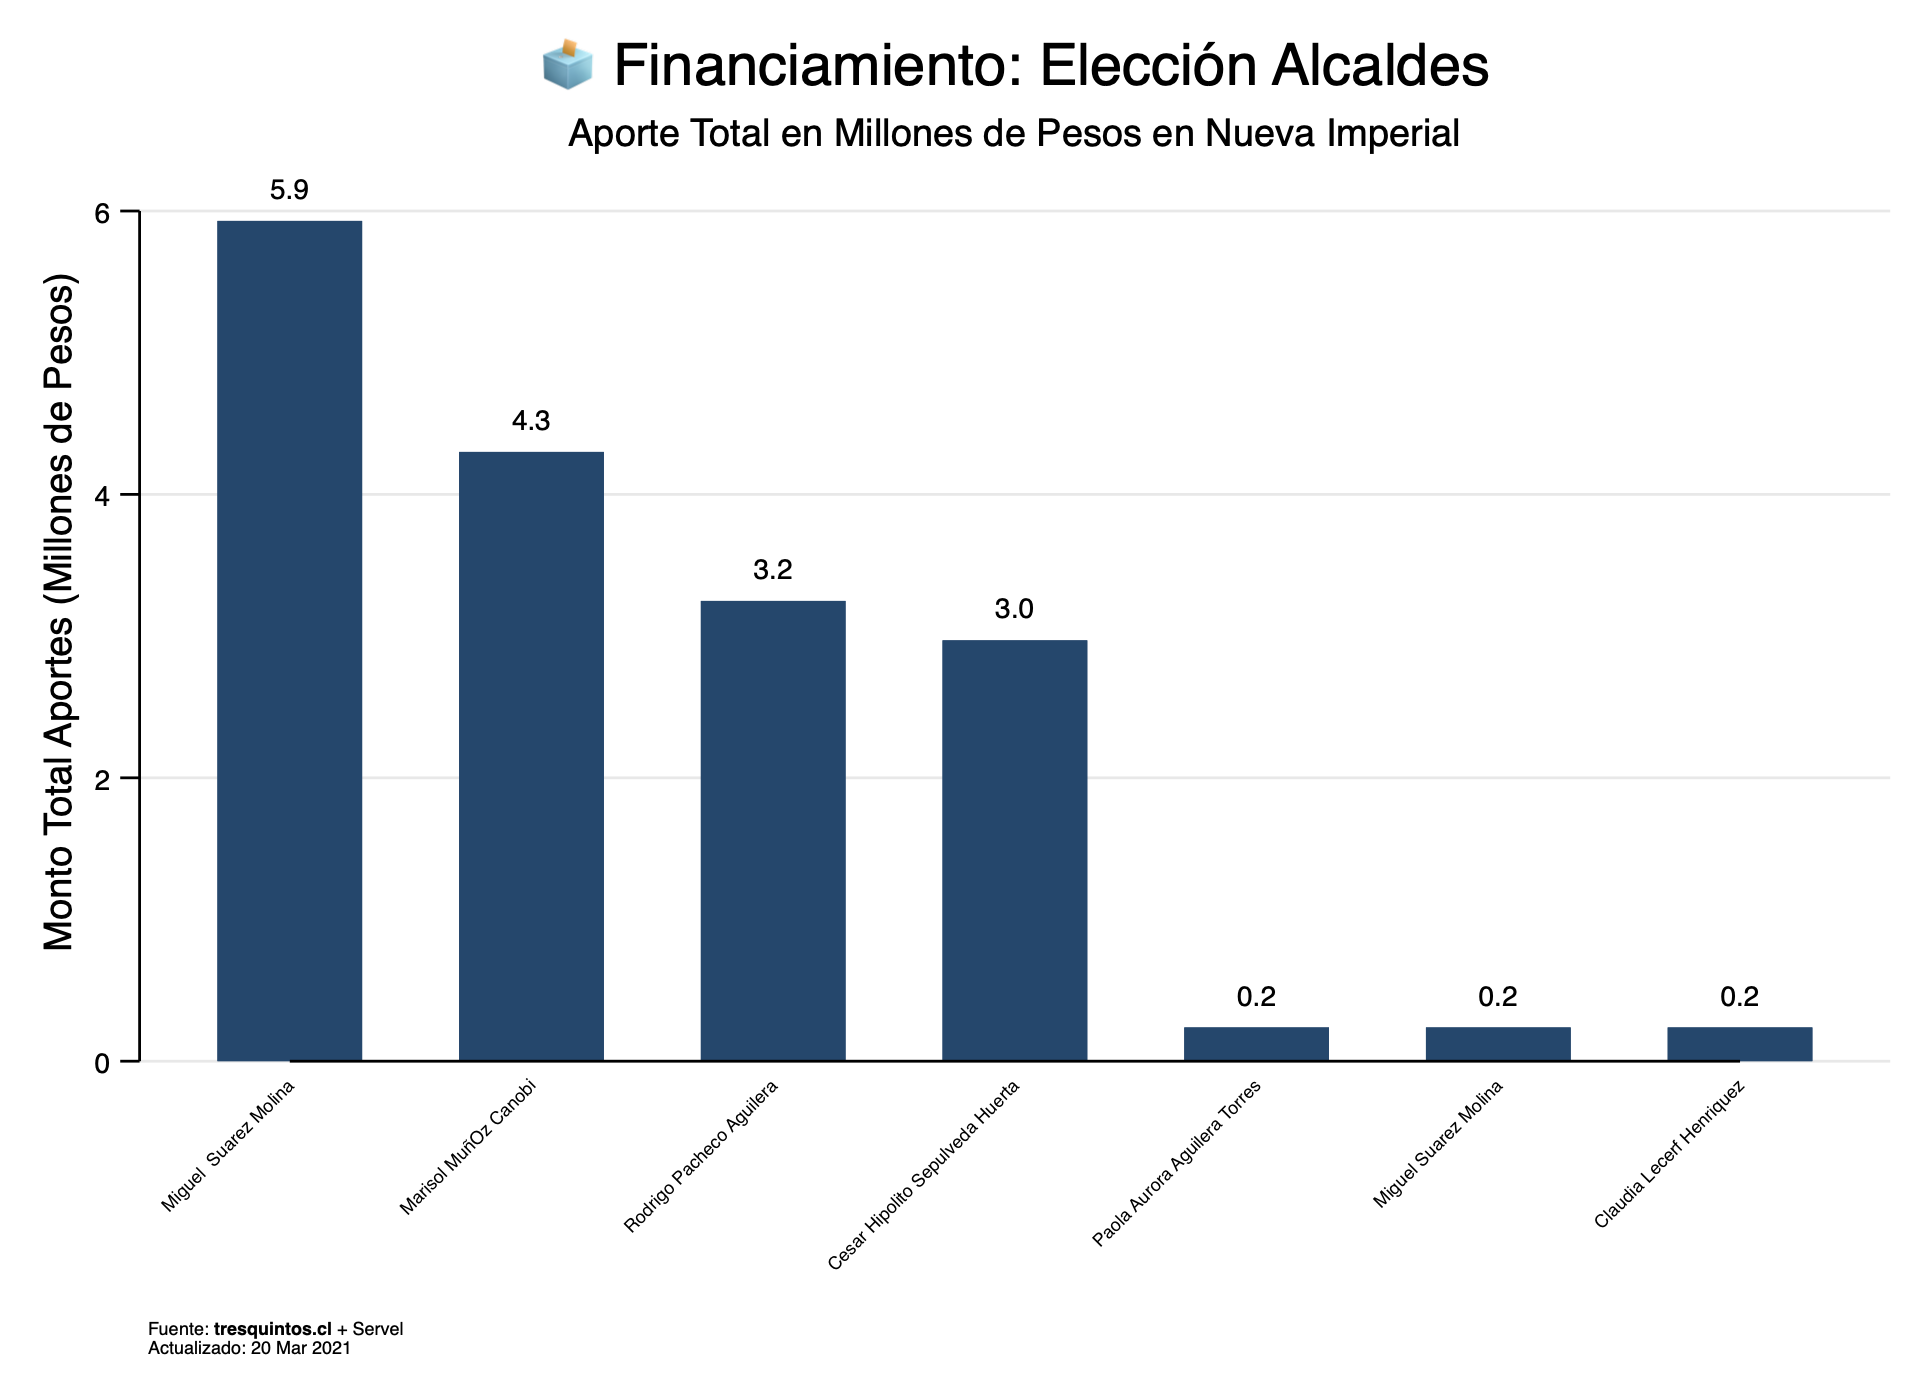 🗳 Financiamiento: Elección Alcaldes
Aporte Total en Millones de Pesos en Nueva Imperial
Monto Total Aportes (Millones de Pesos)
6
4
2
0
5.9
4.3
3.2
3.0
0.2
0.2
0.2
Miguel  Suarez Molina
Marisol MuñOz Canobi
Rodrigo Pacheco Aguilera
Cesar Hipolito Sepulveda Huerta
Paola Aurora Aguilera Torres
Miguel Suarez Molina
Claudia Lecerf Henriquez
Fuente: tresquintos.cl + Servel
Actualizado: 20 Mar 2021